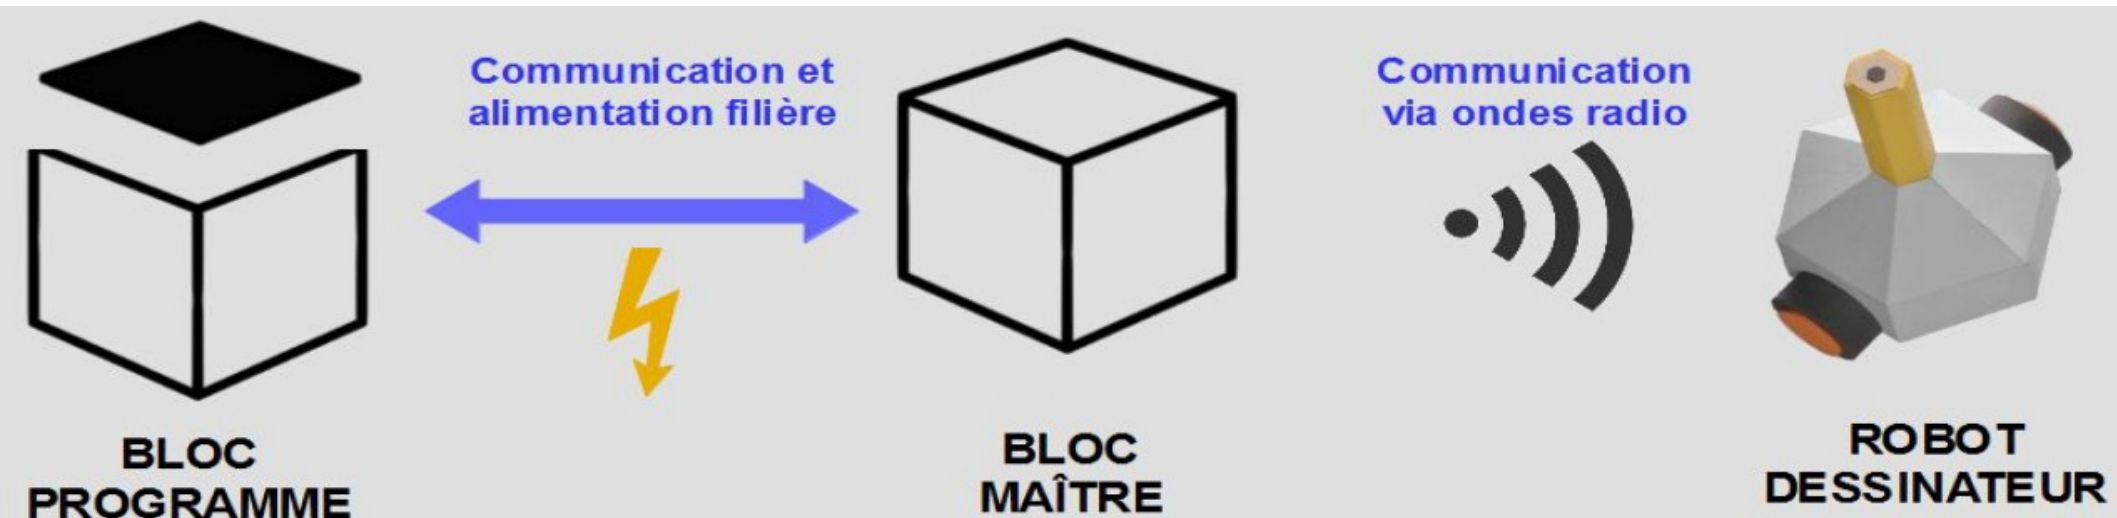 Communication et
alimentation filière
Communication
via ondes radio
BLOC
PROGRAMME
BLOC
MAÎTRE
ROBOT
DESSINATEUR